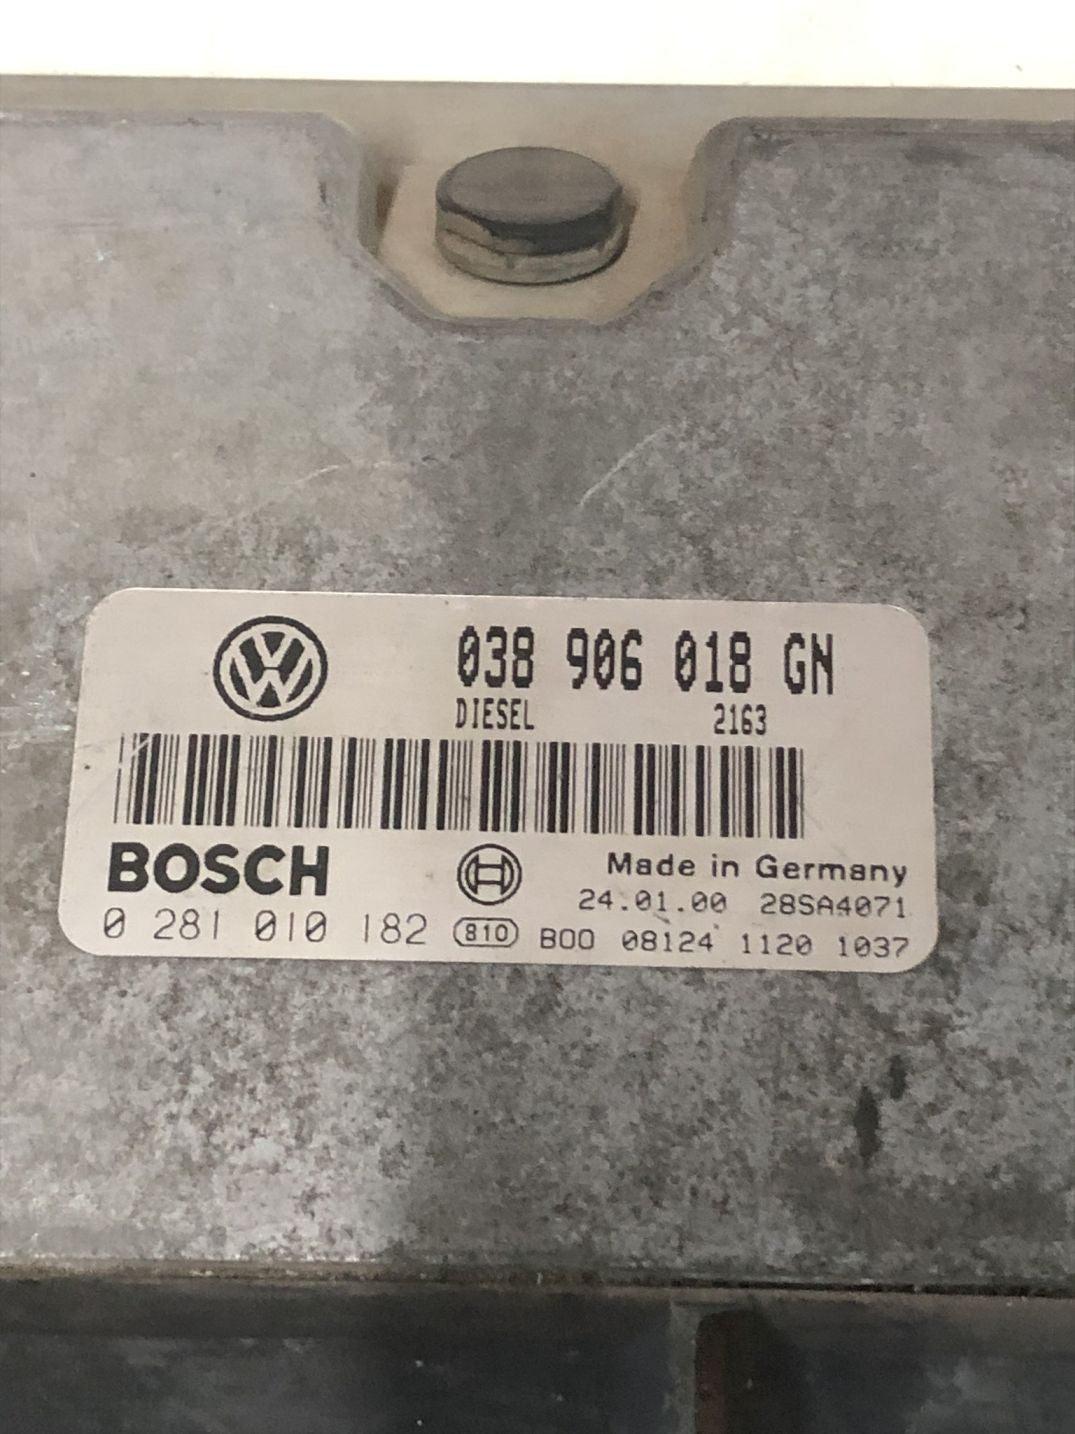 038 906 018 GN
DIESEL 2163
BOSCH Made in Germany
24.01.00 28SA4071
0 281 010 182 810 B00 08124 1120 1037